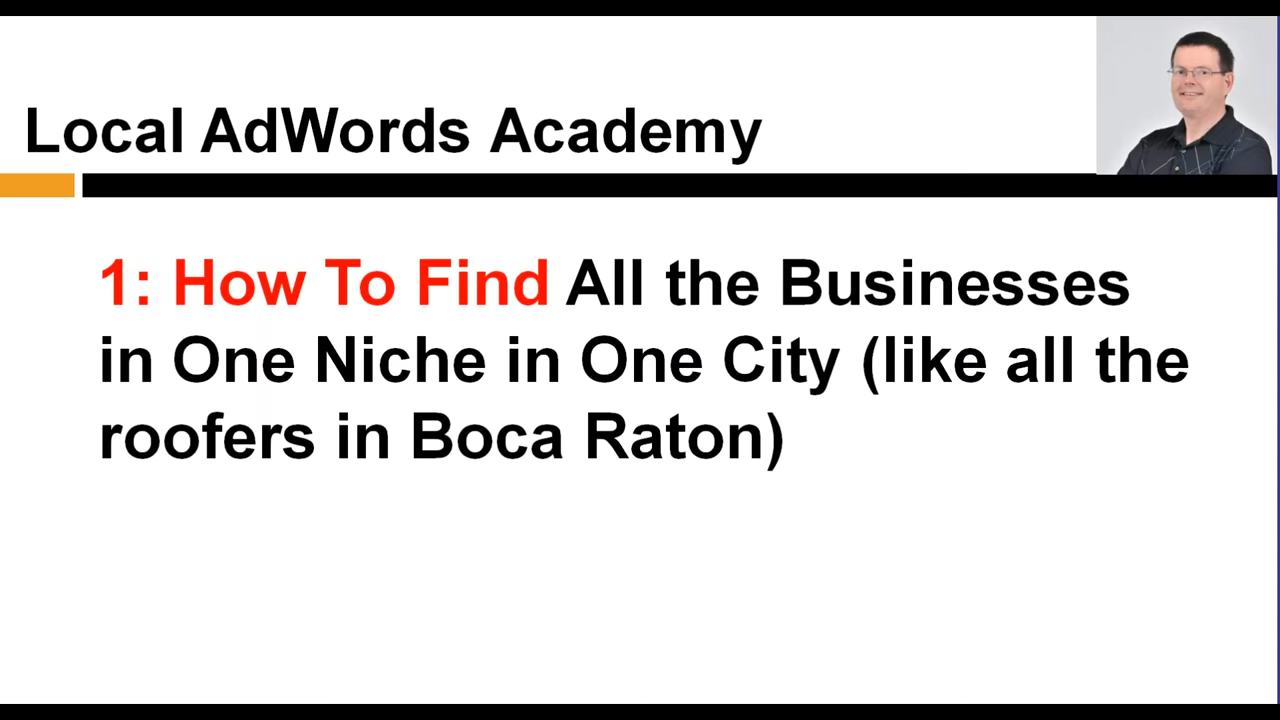 Local AdWords Academy
1: How To Find All the Businesses
in One Niche in One City (like all the
roofers in Boca Raton)